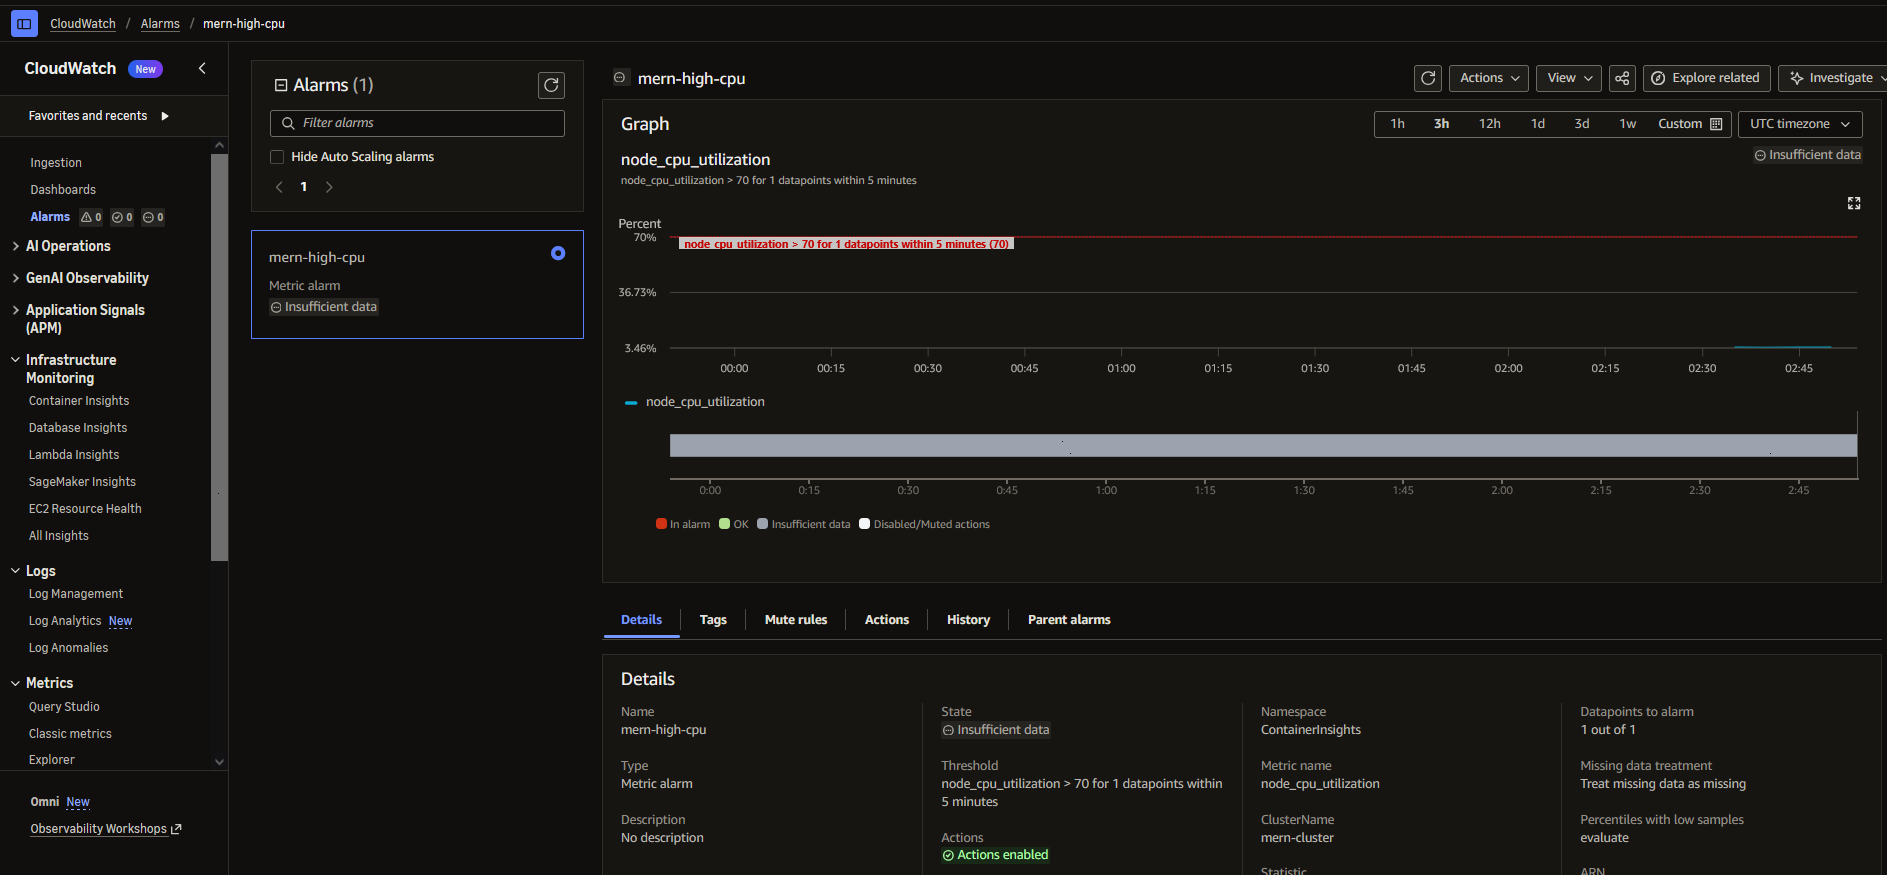 CloudWatch / Alarms / mern-high-cpu
CloudWatch New
Favorites and recents
Ingestion
Dashboards
Alarms 0 0 0
AI Operations
GenAI Observability
Application Signals
(APM)
Infrastructure
Monitoring
Container Insights
Database Insights
Lambda Insights
SageMaker Insights
EC2 Resource Health
All Insights
Logs
Log Management
Log Analytics New
Log Anomalies
Metrics
Query Studio
Classic metrics
Explorer
Omni New
Observability Workshops
Alarms (1)
Filter alarms
Hide Auto Scaling alarms
1
mern-high-cpu
Metric alarm
Insufficient data
mern-high-cpu
Actions View Explore related Investigate
Graph
1h 3h 12h 1d 3d 1w Custom UTC timezone
node_cpu_utilization
Insufficient data
node_cpu_utilization > 70 for 1 datapoints within 5 minutes
Percent
70%
node_cpu_utilization > 70 for 1 datapoints within 5 minutes (70)
36.73%
3.46%
00:00 00:15 00:30 00:45 01:00 01:15 01:30 01:45 02:00 02:15 02:30 02:45
node_cpu_utilization
0:00 0:15 0:30 0:45 1:00 1:15 1:30 1:45 2:00 2:15 2:30 2:45
In alarm OK Insufficient data Disabled/Muted actions
Details Tags Mute rules Actions History Parent alarms
Details
Name
mern-high-cpu
Type
Metric alarm
Description
No description
State
Insufficient data
Threshold
node_cpu_utilization > 70 for 1 datapoints within
5 minutes
Actions
Actions enabled
Namespace
ContainerInsights
Metric name
node_cpu_utilization
ClusterName
mern-cluster
Statistic
Datapoints to alarm
1 out of 1
Missing data treatment
Treat missing data as missing
Percentiles with low samples
evaluate
ARN